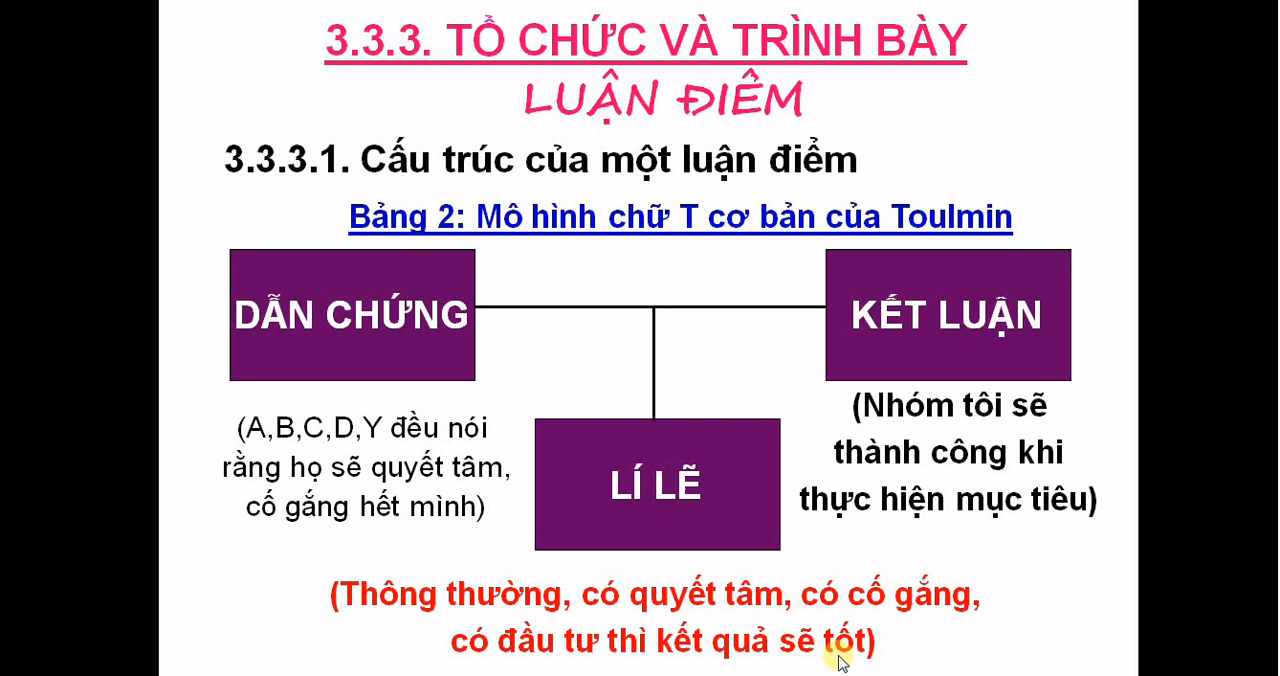 3.3.3. TỔ CHỨC VÀ TRÌNH BÀY
LUẬN ĐIỂM
3.3.3.1. Cấu trúc của một luận điểm
Bảng 2: Mô hình chữ T cơ bản của Toulmin
DẪN CHỨNG
KẾT LUẬN
(A,B,C,D,Y đều nói
rằng họ sẽ quyết tâm,
cố gắng hết mình)
LÍ LẼ
(Nhóm tôi sẽ
thành công khi
thực hiện mục tiêu)
(Thông thường, có quyết tâm, có cố gắng,
có đầu tư thì kết quả sẽ tốt)